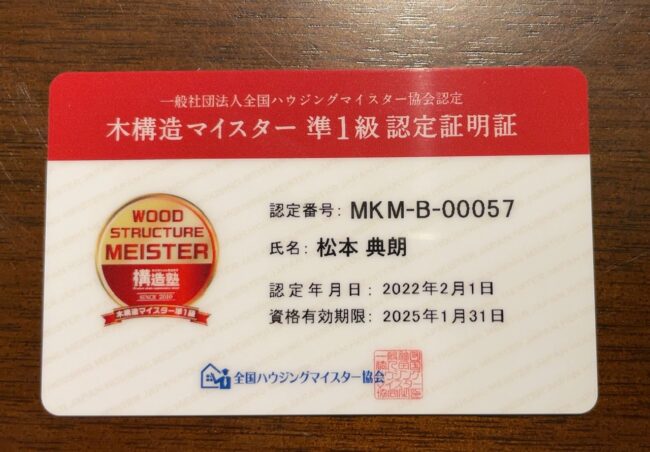 一般社団法人全国ハウジングマイスター協会認定
木構造マイスター 準1級 認定証明証
WOOD
STRUCTURE
MEISTER
構造塾
SINCE 2010
木構造マイスター準1級
認定番号: MKM-B-00057
氏名: 松本 典朗
認定年月日: 2022年2月1日
資格有効期限: 2025年1月31日
全国ハウジングマイスター協会